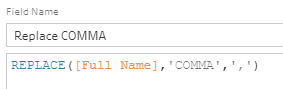 Field Name
Replace COMMA
REPLACE([Full Name],'COMMA',',')